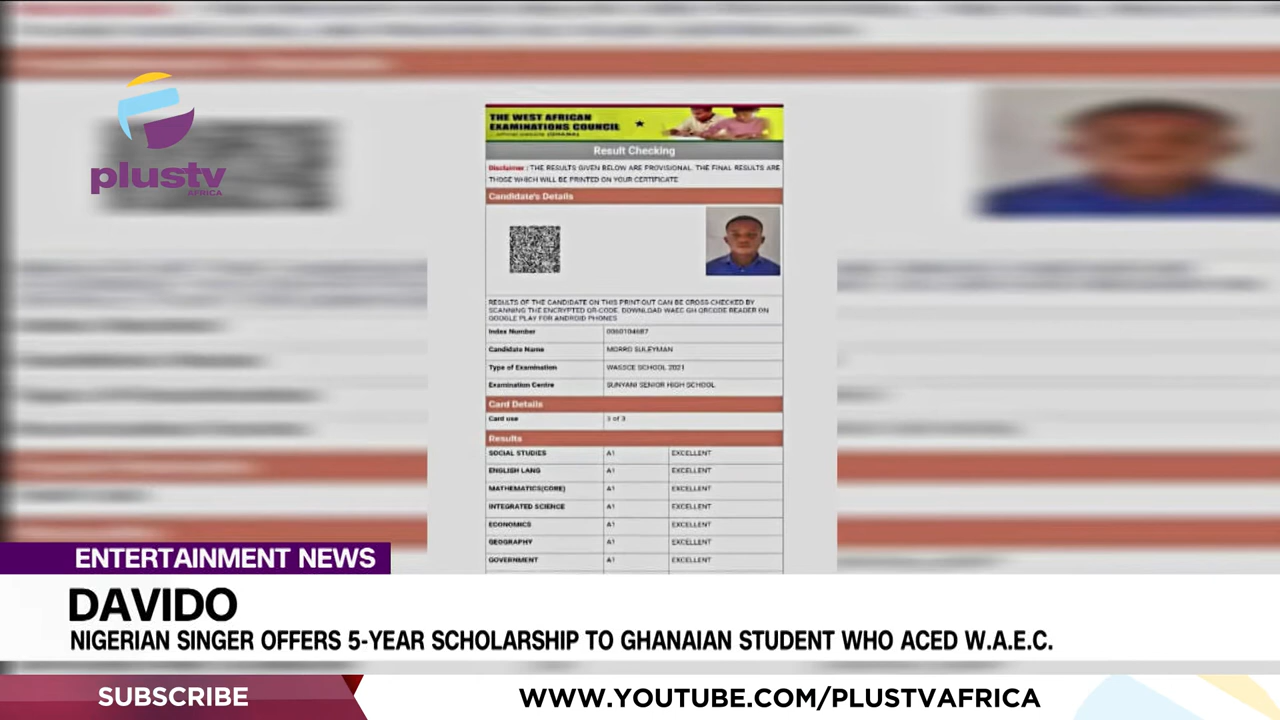 plustv
AFRICA
THE WEST AFRICAN
EXAMINATIONS COUNCIL
Result Checking
Disclaimer : THE RESULTS GIVEN BELOW ARE PROVISIONAL. THE FINAL RESULTS ARE
THOSE WHICH WILL BE PRINTED ON YOUR CERTIFICATE
Candidate's Details
RESULTS OF THE CANDIDATE ON THIS PRINTOUT CAN BE CROSS-CHECKED BY
SCANNING THE ENCRYPTED QR-CODE. DOWNLOAD WAEC GH QRCODE READER ON
GOOGLE PLAY FOR ANDROID PHONES
Index Number 0060104687
Candidate Name MORRO SULEYMAN
Type of Examination WASSCE SCHOOL 2021
Examination Centre SUNYANI SENIOR HIGH SCHOOL
Card Details
Card use 3 of 3
Results
SOCIAL STUDIES A1 EXCELLENT
ENGLISH LANG A1 EXCELLENT
MATHEMATICS(CORE) A1 EXCELLENT
INTEGRATED SCIENCE A1 EXCELLENT
ECONOMICS A1 EXCELLENT
GEOGRAPHY A1 EXCELLENT
GOVERNMENT A1 EXCELLENT
ENTERTAINMENT NEWS
DAVIDO
NIGERIAN SINGER OFFERS 5-YEAR SCHOLARSHIP TO GHANAIAN STUDENT WHO ACED W.A.E.C.
SUBSCRIBE
WWW.YOUTUBE.COM/PLUSTVAFRICA